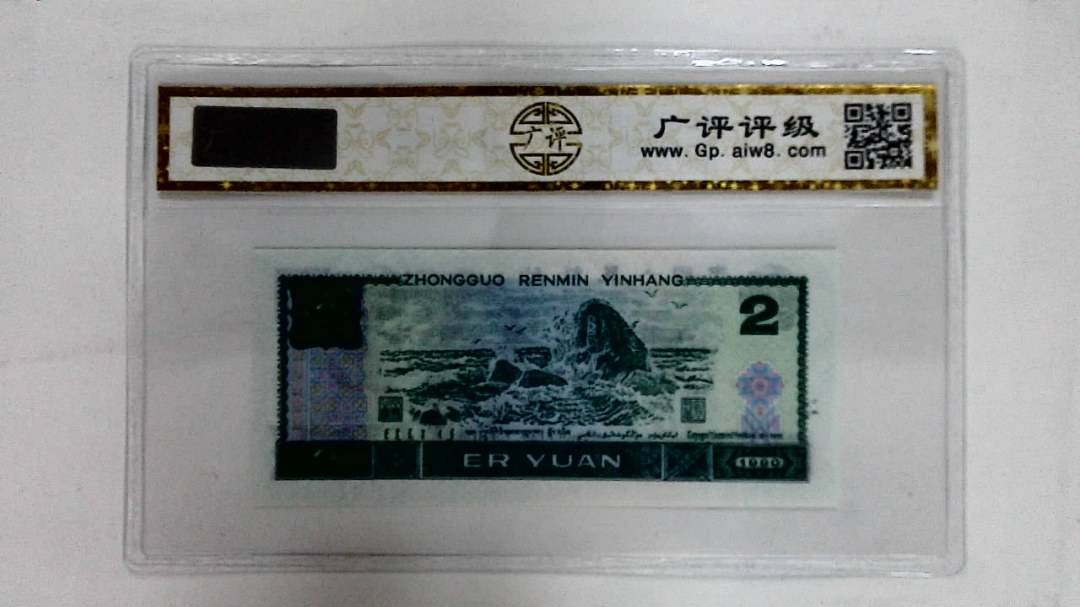 广评
广评评级
www.Gp.aiw8.com
ZHONGGUO RENMIN YINHANG
2
ER YUAN